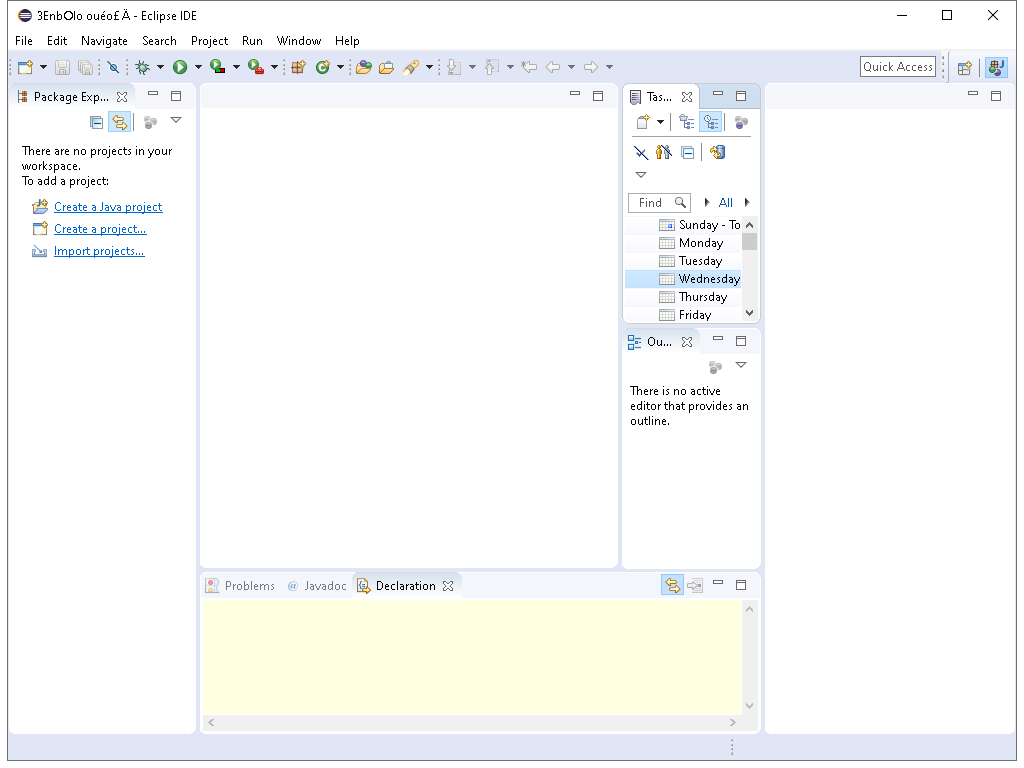 3EnbOlo ouéo£ Ä - Eclipse IDE
File Edit Navigate Search Project Run Window Help
Quick Access
Package Exp...
There are no projects in your
workspace.
To add a project:
Create a Java project
Create a project...
Import projects...
Tas...
Find
All
Sunday - To
Monday
Tuesday
Wednesday
Thursday
Friday
Ou...
There is no active
editor that provides an
outline.
Problems @ Javadoc Declaration